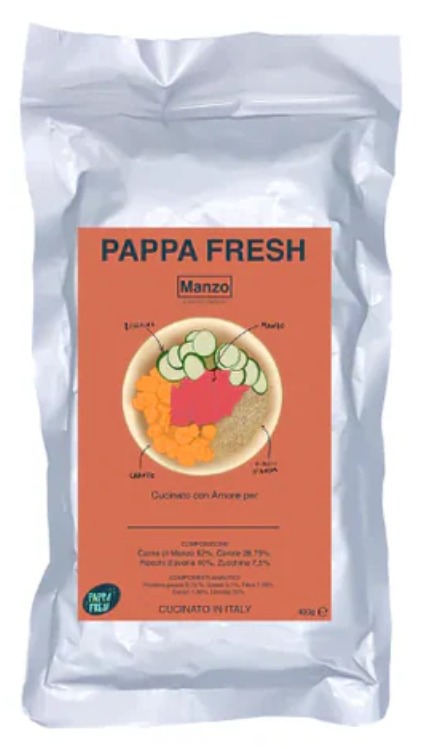 PAPPA FRESH
Manzo
Zucchine
Manzo
Carote
Cucinato con Amore per
COMPOSIZIONE
Carne di Manzo 52%, Carote 28,75%,
Fiocchi d'avena 10%, Zucchine 7,5%
COMPONENTI ANALITICI
PAPPA
FRESH
CUCINATO IN ITALY
400g ℮